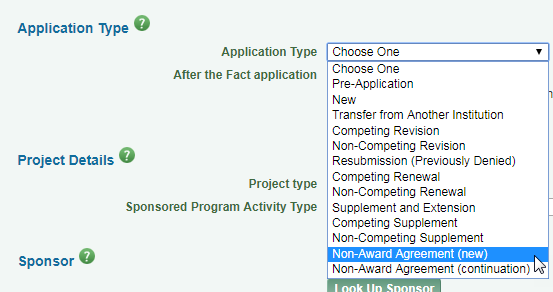 Application Type ?
Application Type Choose One
After the Fact application Choose One
Pre-Application
New
Transfer from Another Institution
Competing Revision
Non-Competing Revision
Project Details ? Resubmission (Previously Denied)
Competing Renewal
Project type
Non-Competing Renewal
Sponsored Program Activity Type Supplement and Extension
Competing Supplement
Non-Competing Supplement
Sponsor ? Non-Award Agreement (new)
Non-Award Agreement (continuation)
Look Up Sponsor